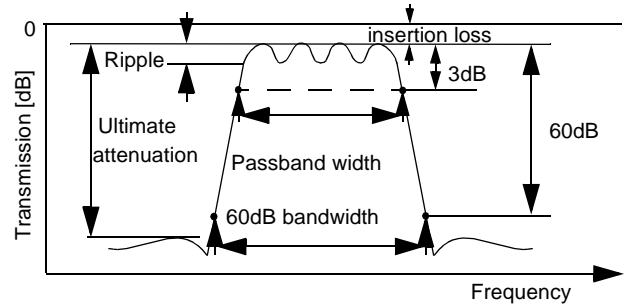 0
insertion loss
Ripple
3dB
Transmission [dB]
Ultimate
attenuation
60dB
Passband width
60dB bandwidth
Frequency